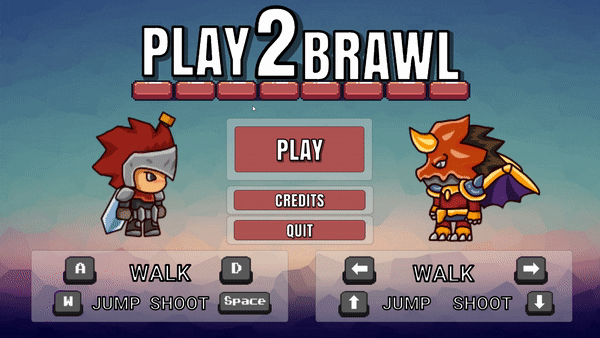 PLAY2BRAWL
PLAY
CREDITS
QUIT
A WALK D
W JUMP SHOOT Space
← WALK →
↑ JUMP SHOOT ↓